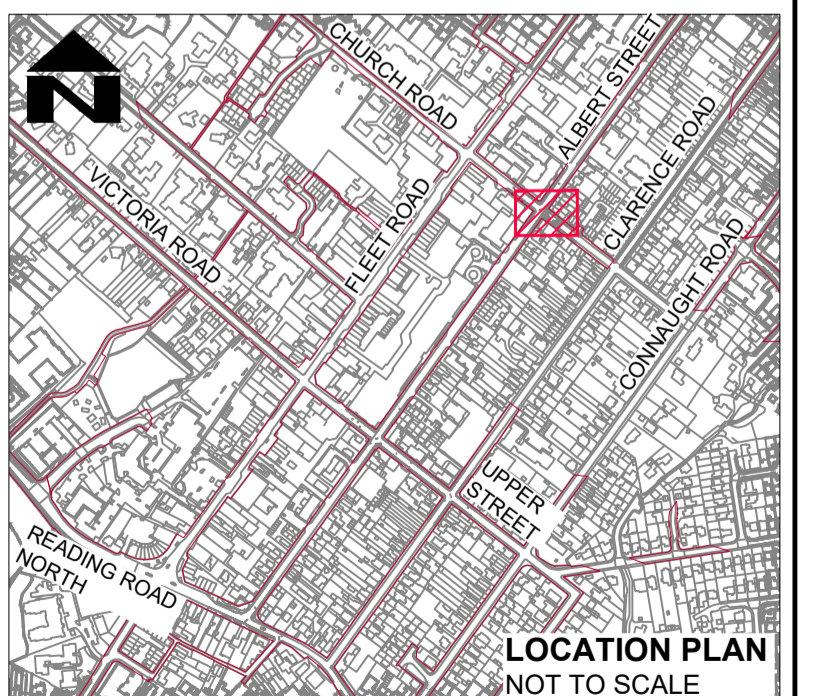 N
CHURCH ROAD
ALBERT STREET
CLARENCE ROAD
VICTORIA ROAD
FLEET ROAD
CONNAUGHT ROAD
UPPER
STREET
READING ROAD
NORTH
LOCATION PLAN
NOT TO SCALE